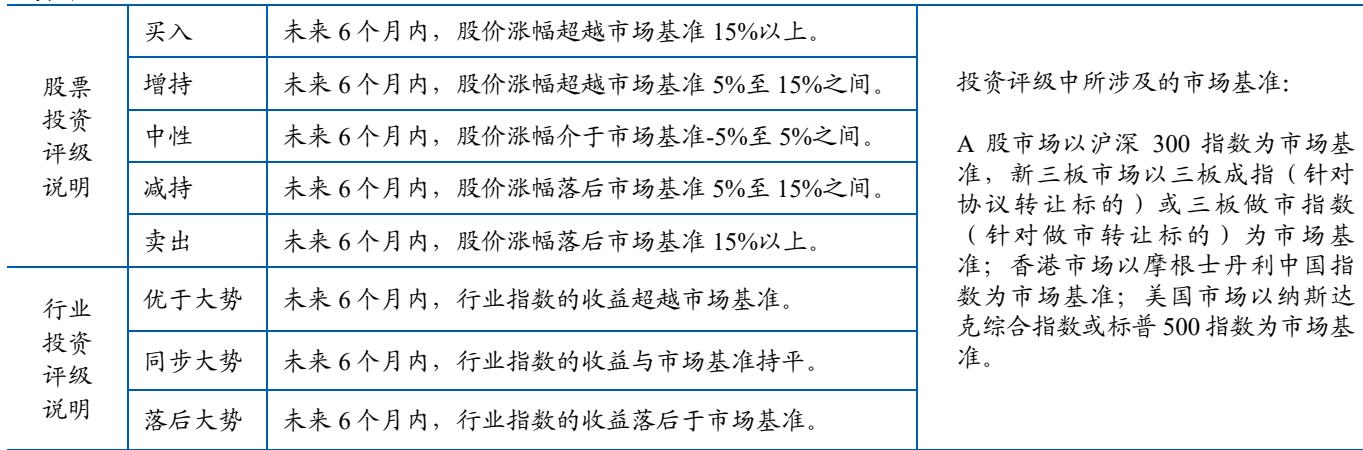 股票
投资
评级
说明
买入
未来 6 个月内，股价涨幅超越市场基准 15%以上。
增持
未来 6 个月内，股价涨幅超越市场基准 5%至 15%之间。
中性
未来 6 个月内，股价涨幅介于市场基准-5%至 5%之间。
减持
未来 6 个月内，股价涨幅落后市场基准 5%至 15%之间。
卖出
未来 6 个月内，股价涨幅落后市场基准 15%以上。
行业
投资
评级
说明
优于大势
未来 6 个月内，行业指数的收益超越市场基准。
同步大势
未来 6 个月内，行业指数的收益与市场基准持平。
落后大势
未来 6 个月内，行业指数的收益落后于市场基准。
投资评级中所涉及的市场基准：
A 股市场以沪深 300 指数为市场基
准，新三板市场以三板成指（针对
协议转让标的）或三板做市指数
（针对做市转让标的）为市场基
准；香港市场以摩根士丹利中国指
数为市场基准；美国市场以纳斯达
克综合指数或标普 500 指数为市场基
准。